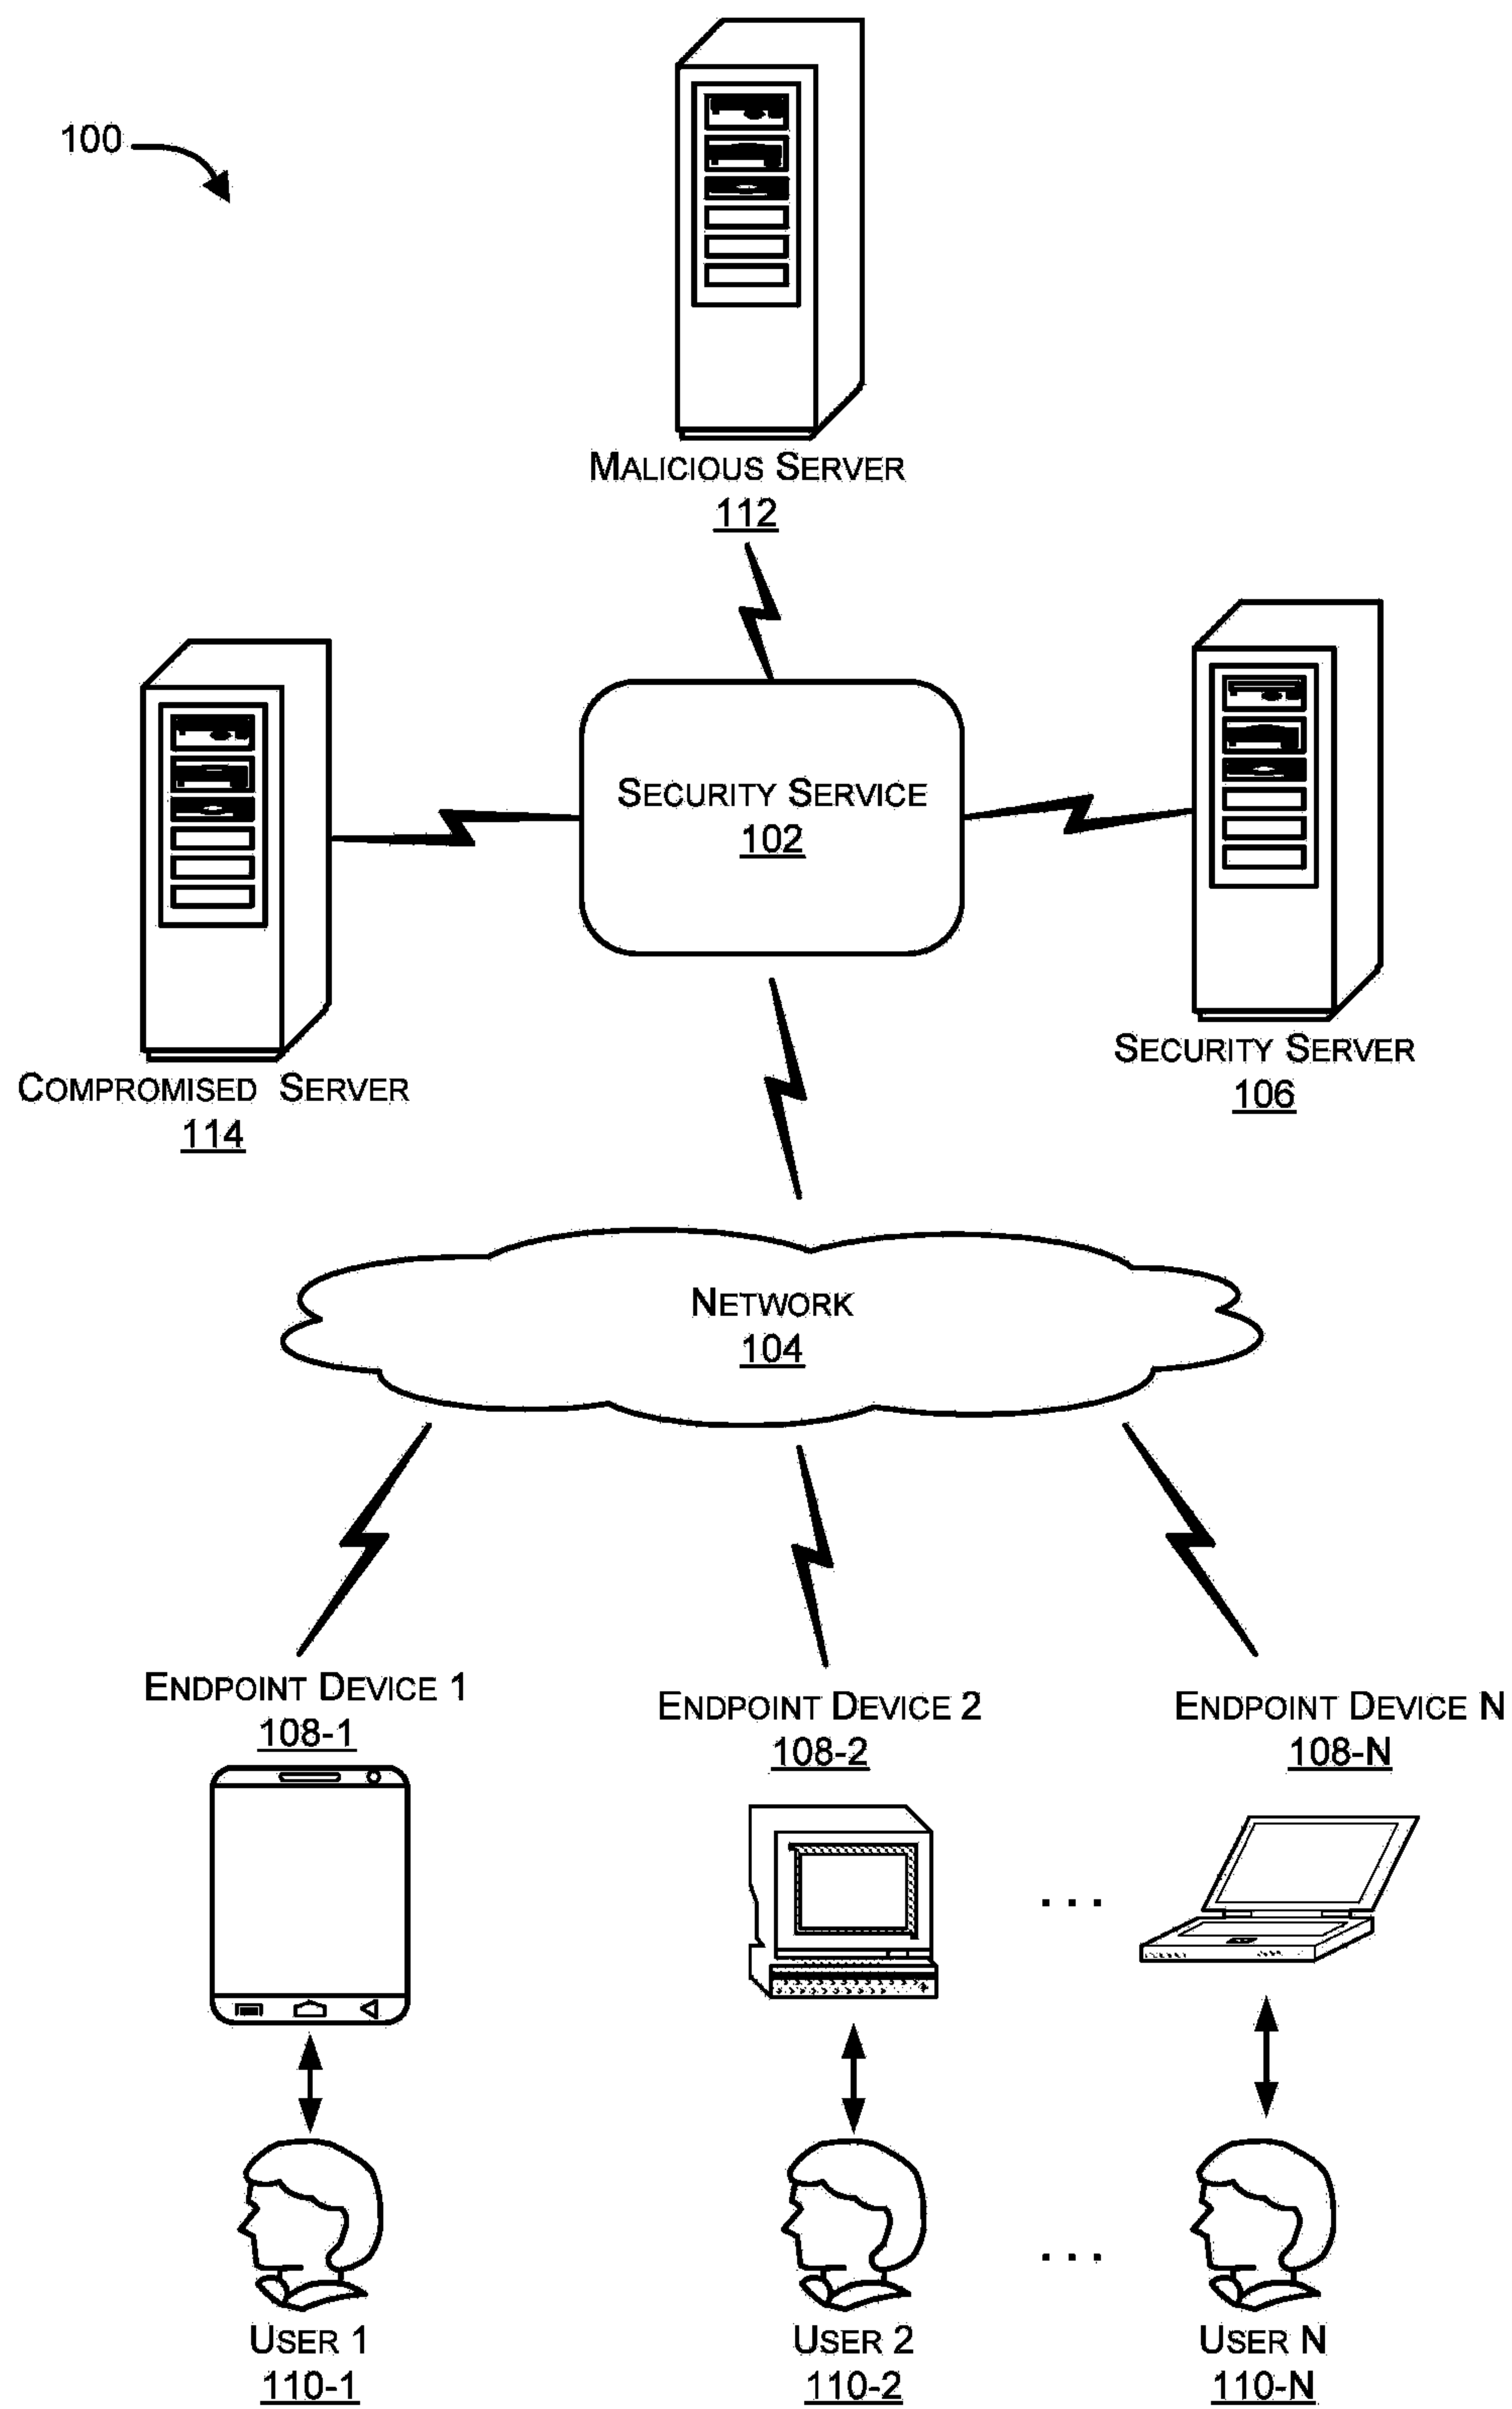 100
MALICIOUS SERVER
112
SECURITY SERVICE
102
SECURITY SERVER
106
COMPROMISED SERVER
114
NETWORK
104
ENDPOINT DEVICE 1
108-1
ENDPOINT DEVICE 2
108-2
ENDPOINT DEVICE N
108-N
...
...
USER 1
110-1
USER 2
110-2
USER N
110-N